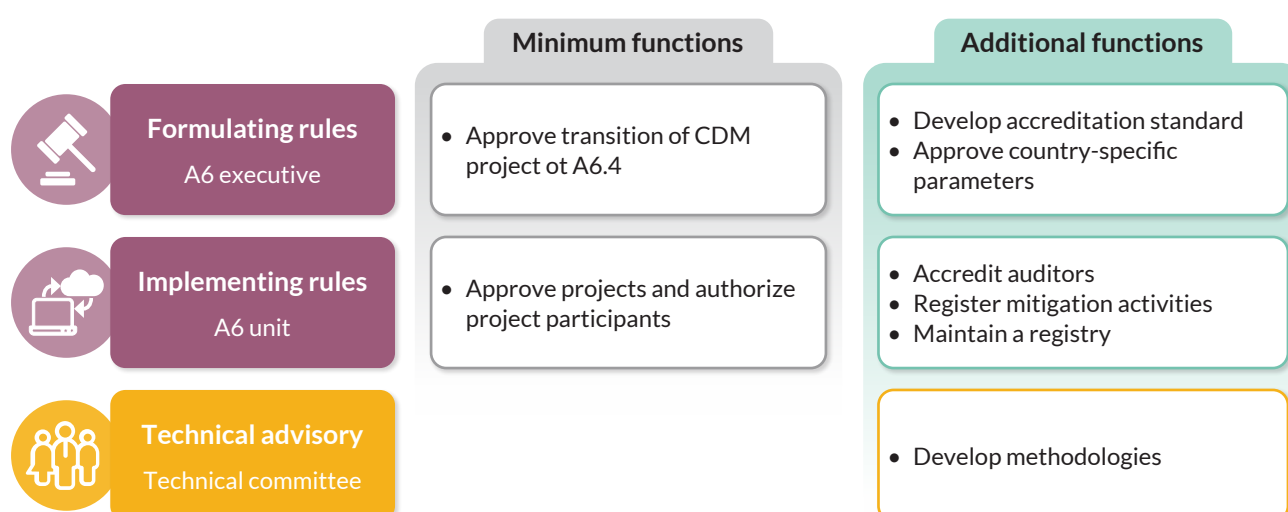 Minimum functions
Additional functions
Formulating rules
A6 executive
• Approve transition of CDM
project ot A6.4
• Develop accreditation standard
• Approve country-specific
parameters
Implementing rules
A6 unit
• Approve projects and authorize
project participants
• Accredit auditors
• Register mitigation activities
• Maintain a registry
Technical advisory
Technical committee
• Develop methodologies